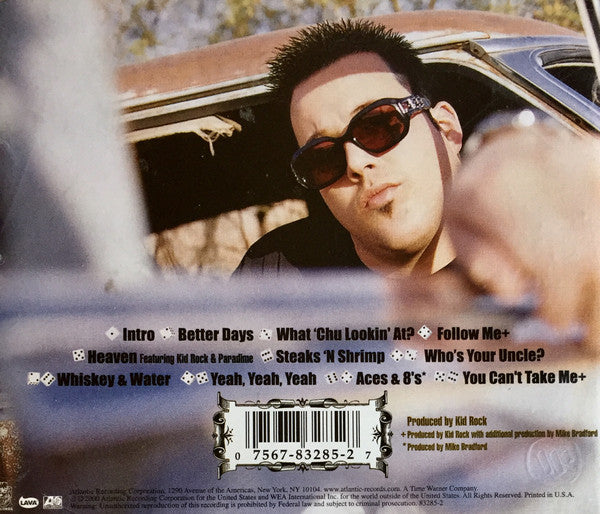 Intro Better Days What 'Chu Lookin' At? Follow Me+
Heaven Featuring Kid Rock & Paradime Steaks 'N Shrimp Who's Your Uncle?
Whiskey & Water Yeah, Yeah, Yeah Aces & 8's* You Can't Take Me+
Produced by Kid Rock
+ Produced by Kid Rock with additional production by Mike Bradford
* Produced by Mike Bradford
0 7567-83285-2 7
LAVA
Atlantic Recording Corporation, 1290 Avenue of the Americas, New York, NY 10104. www.atlantic-records.com. A Time Warner Company.
℗ © 2000 Atlantic Recording Corporation for the United States and WEA International Inc. for the world outside of the United States. All Rights Reserved. Printed in U.S.A.
Warning: Unauthorized reproduction of this recording is prohibited by Federal law and subject to criminal prosecution. 83285-2